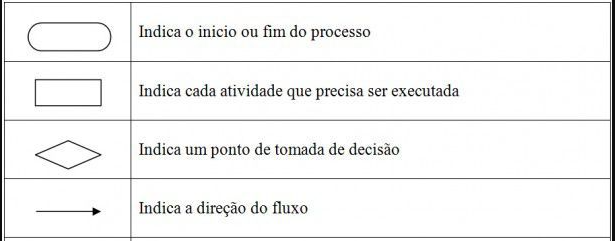 Indica o inicio ou fim do processo
Indica cada atividade que precisa ser executada
Indica um ponto de tomada de decisão
Indica a direção do fluxo